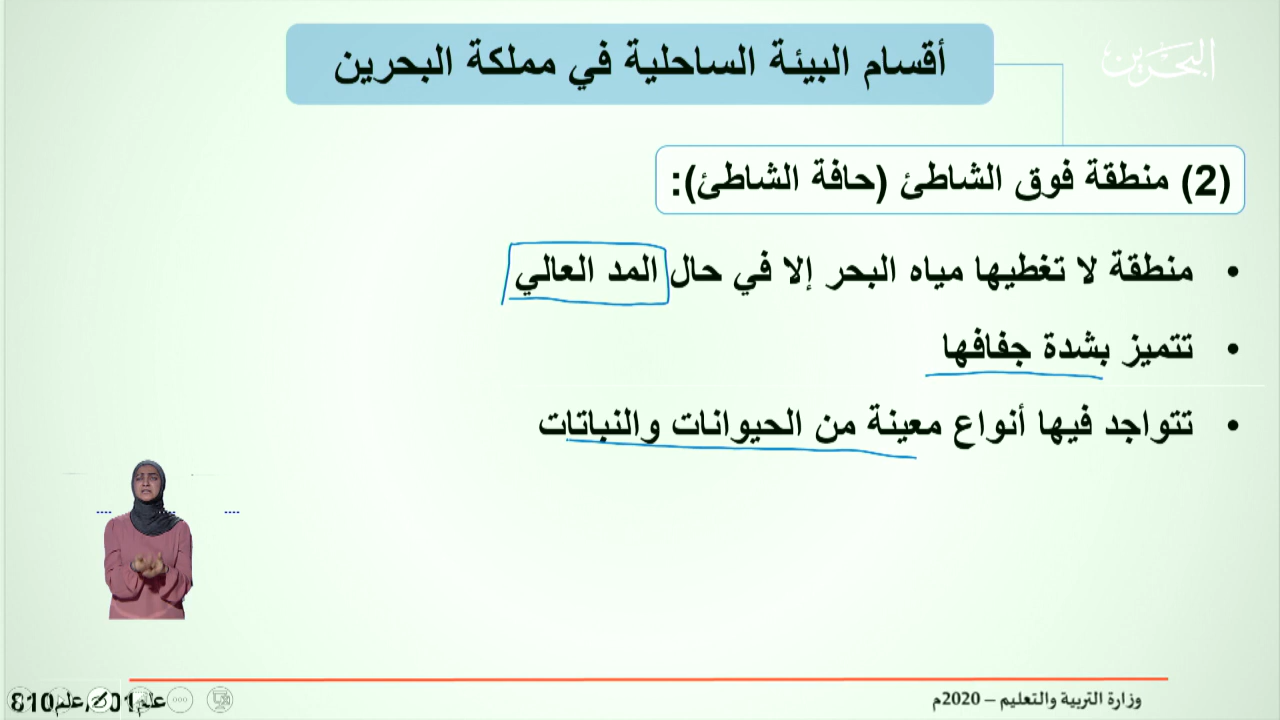 أقسام البيئة الساحلية في مملكة البحرين
البحرين
(2) منطقة فوق الشاطئ (حافة الشاطئ):
• منطقة لا تغطيها مياه البحر إلا في حال المد العالي
• تتميز بشدة جفافها
• تتواجد فيها أنواع معينة من الحيوانات والنباتات
وزارة التربية والتعليم – 2020م